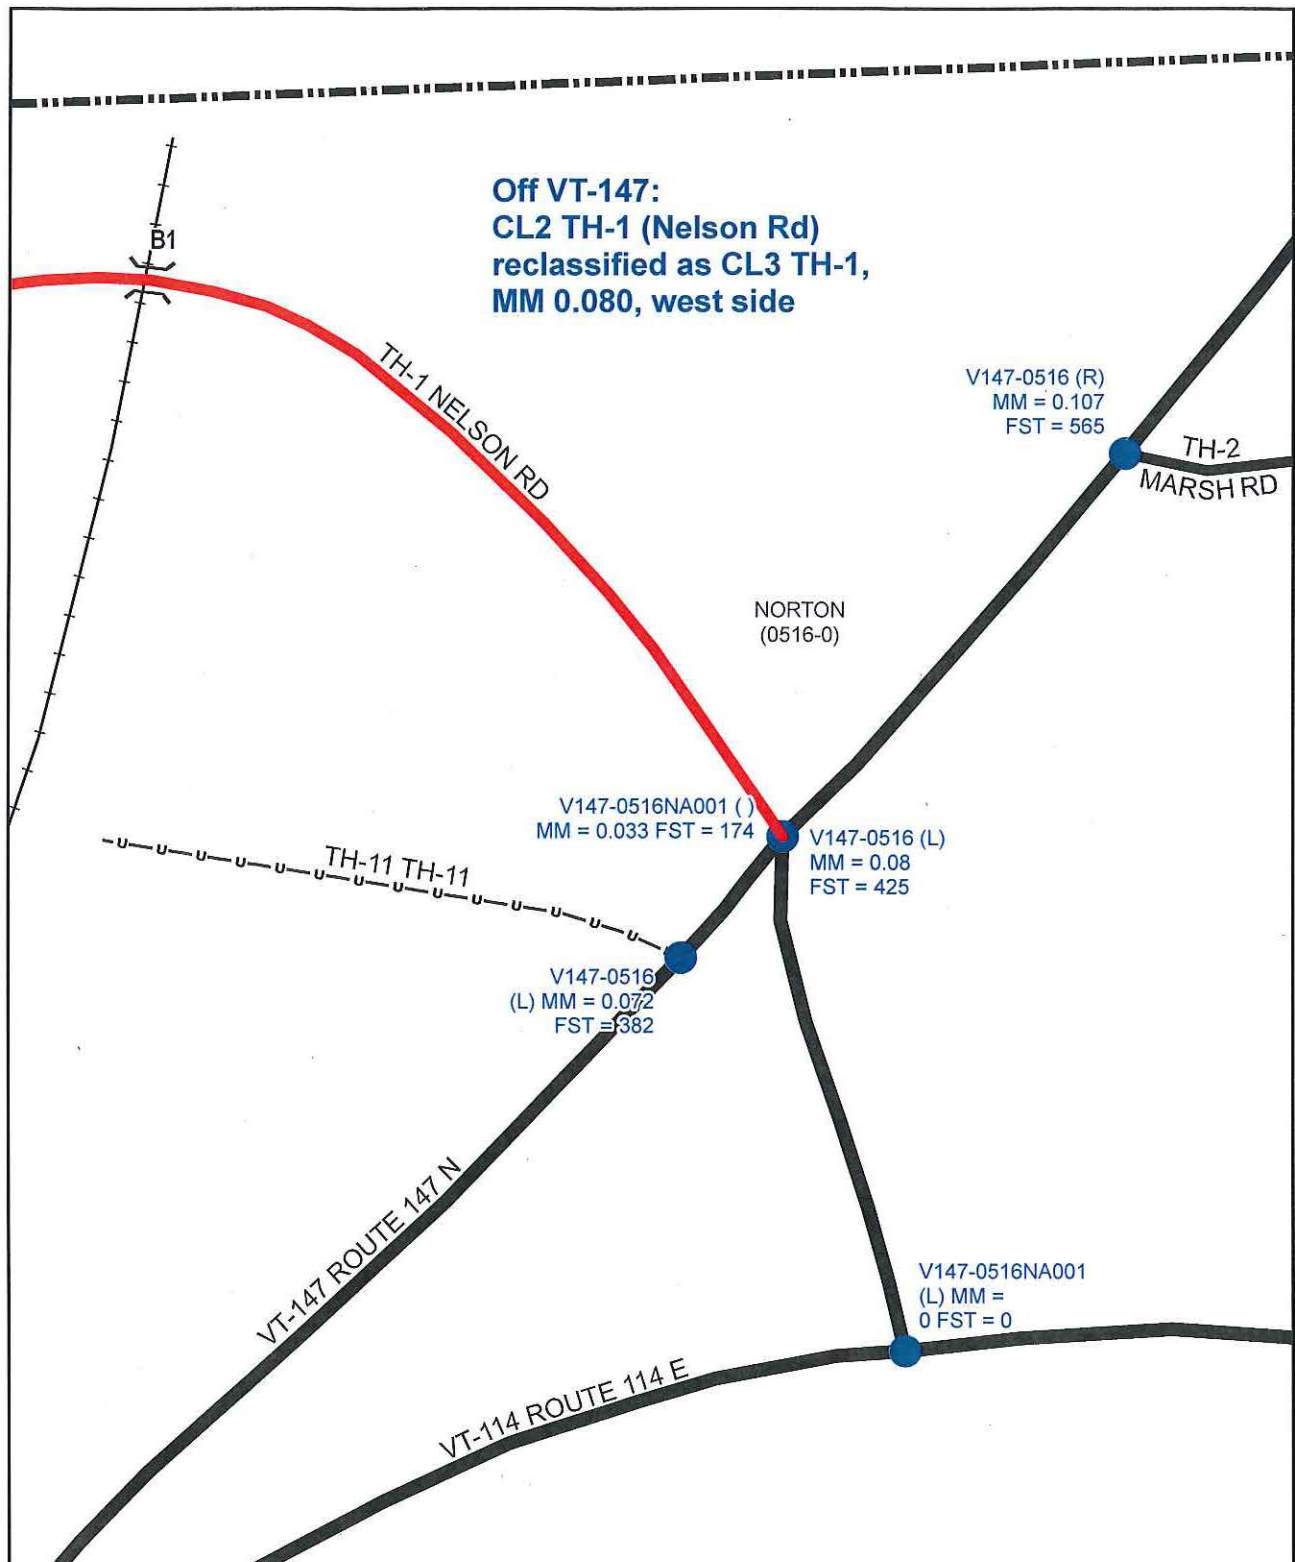 Off VT-147:
CL2 TH-1 (Nelson Rd)
reclassified as CL3 TH-1,
MM 0.080, west side
B1
TH-1 NELSON RD
V147-0516 (R)
MM = 0.107
FST = 565
TH-2
MARSH RD
NORTON
(0516-0)
V147-0516NA001 ( )
MM = 0.033 FST = 174
V147-0516 (L)
MM = 0.08
FST = 425
TH-11 TH-11
V147-0516
(L) MM = 0.072
FST = 382
VT-147 ROUTE 147 N
V147-0516NA001
(L) MM =
0 FST = 0
VT-114 ROUTE 114 E